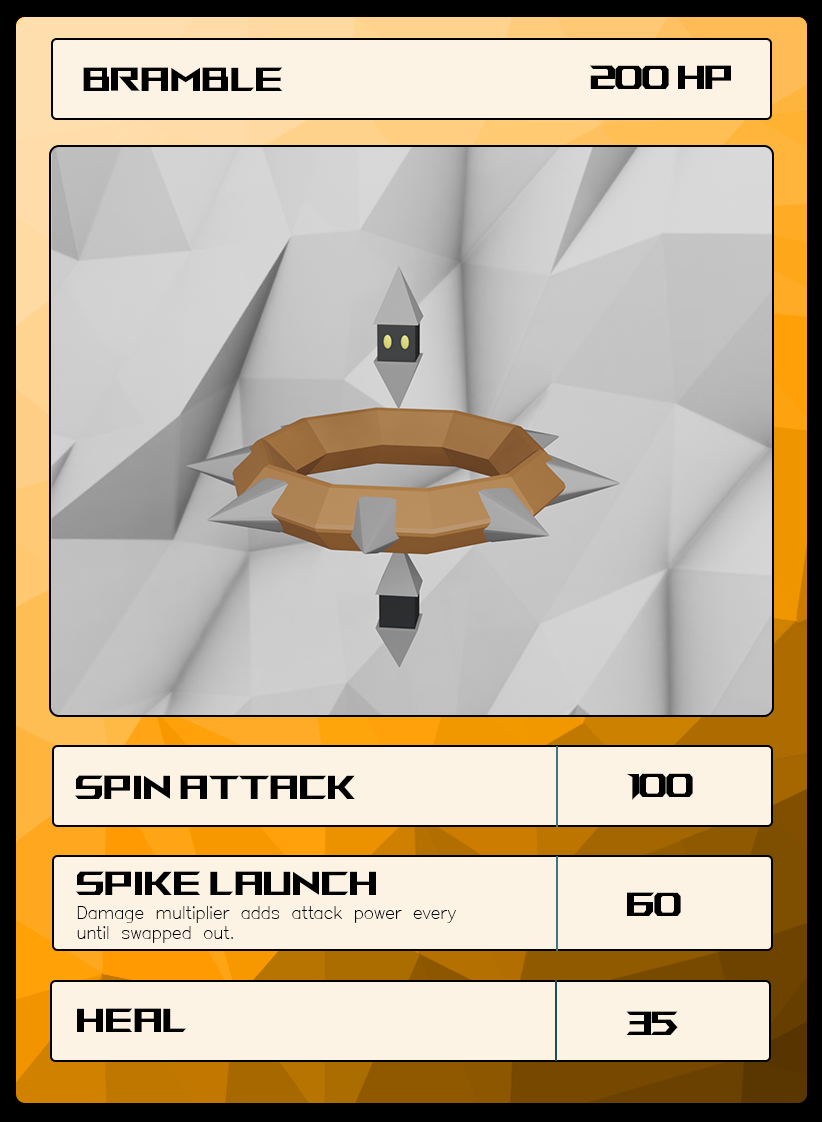 BRAMBLE 200 HP
SPIN ATTACK 100
SPIKE LAUNCH 60
Damage multiplier adds attack power every
until swapped out.
HEAL 35